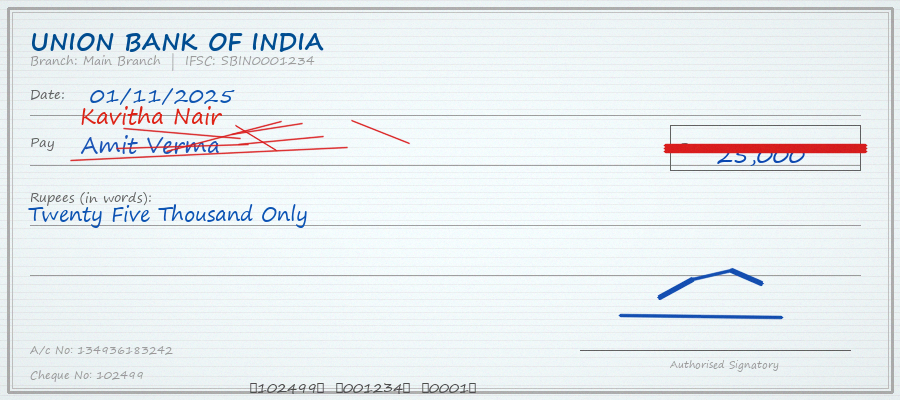 UNION BANK OF INDIA
Branch: Main Branch | IFSC: SBIN0001234
Date: 01/11/2025
Kavitha Nair
Pay Amit Verma
25,000
Rupees (in words):
Twenty Five Thousand Only
A/c No: 134936183242
Authorised Signatory
Cheque No: 102499
102499 001234 0001